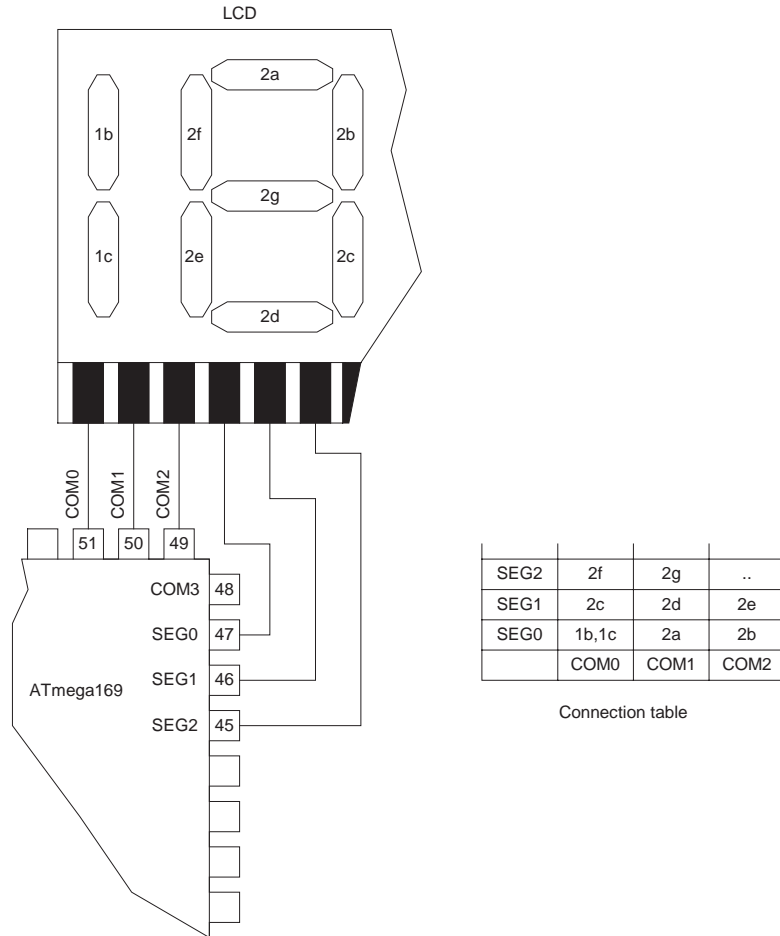 LCD
2a
1b 2f 2b
2g
1c 2e 2c
2d
COM0 COM1 COM2
51 50 49
COM3 48
SEG0 47
SEG1 46
ATmega169
SEG2 45
SEG2 2f 2g ..
SEG1 2c 2d 2e
SEG0 1b,1c 2a 2b
COM0 COM1 COM2
Connection table